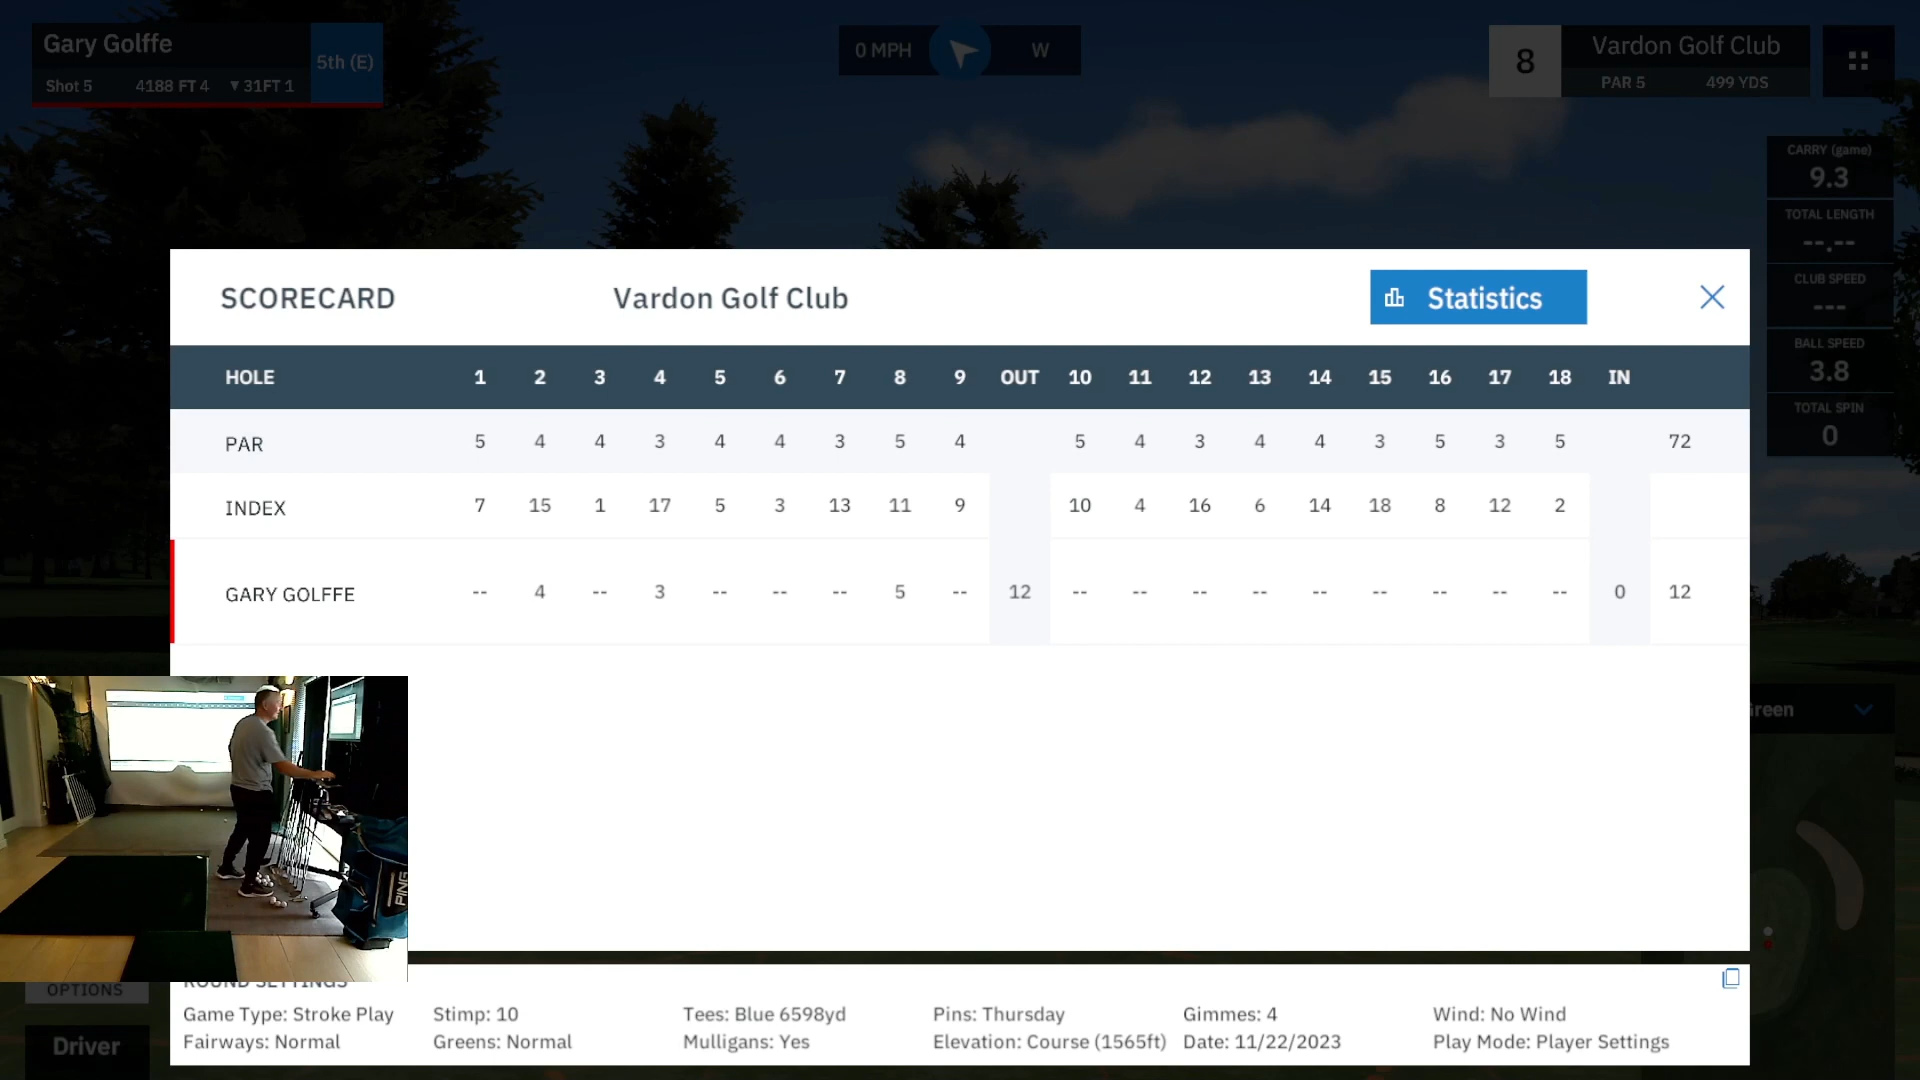 Gary Golffe
5th (E)
Shot 5 4188 FT 4 ▼31FT 1
0 MPH W
8
Vardon Golf Club
PAR 5 499 YDS
CARRY (game)
9.3
TOTAL LENGTH
--.--
CLUB SPEED
---
BALL SPEED
3.8
TOTAL SPIN
0
SCORECARD Vardon Golf Club Statistics
HOLE 1 2 3 4 5 6 7 8 9 OUT 10 11 12 13 14 15 16 17 18 IN
PAR 5 4 4 3 4 4 3 5 4 5 4 3 4 4 3 5 3 5 72
INDEX 7 15 1 17 5 3 13 11 9 10 4 16 6 14 18 8 12 2
GARY GOLFFE -- 4 -- 3 -- -- -- 5 -- 12 -- -- -- -- -- -- -- -- -- 0 12
PING
ROUND SETTINGS
OPTIONS
Driver
Game Type: Stroke Play Stimp: 10 Tees: Blue 6598yd Pins: Thursday Gimmes: 4 Wind: No Wind
Fairways: Normal Greens: Normal Mulligans: Yes Elevation: Course (1565ft) Date: 11/22/2023 Play Mode: Player Settings